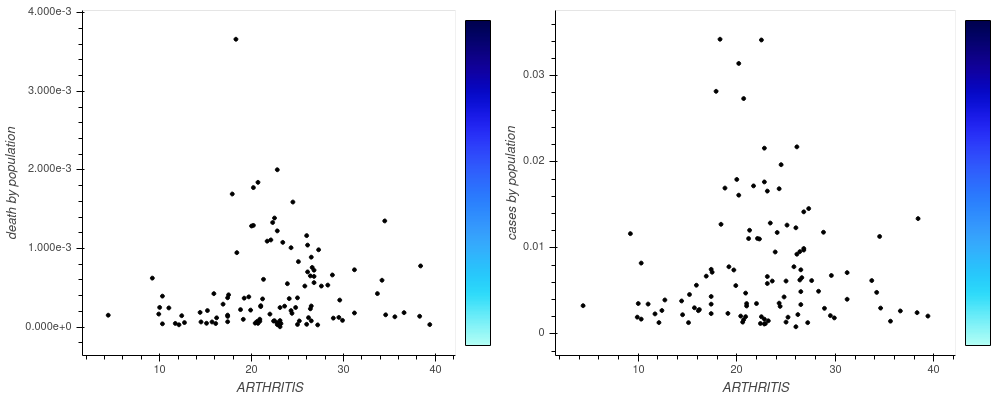 4.000e-3
3.000e-3
2.000e-3
1.000e-3
0.000e+0
death by population
10
20
30
40
ARTHRITIS
0.03
0.02
0.01
0
cases by population
10
20
30
40
ARTHRITIS